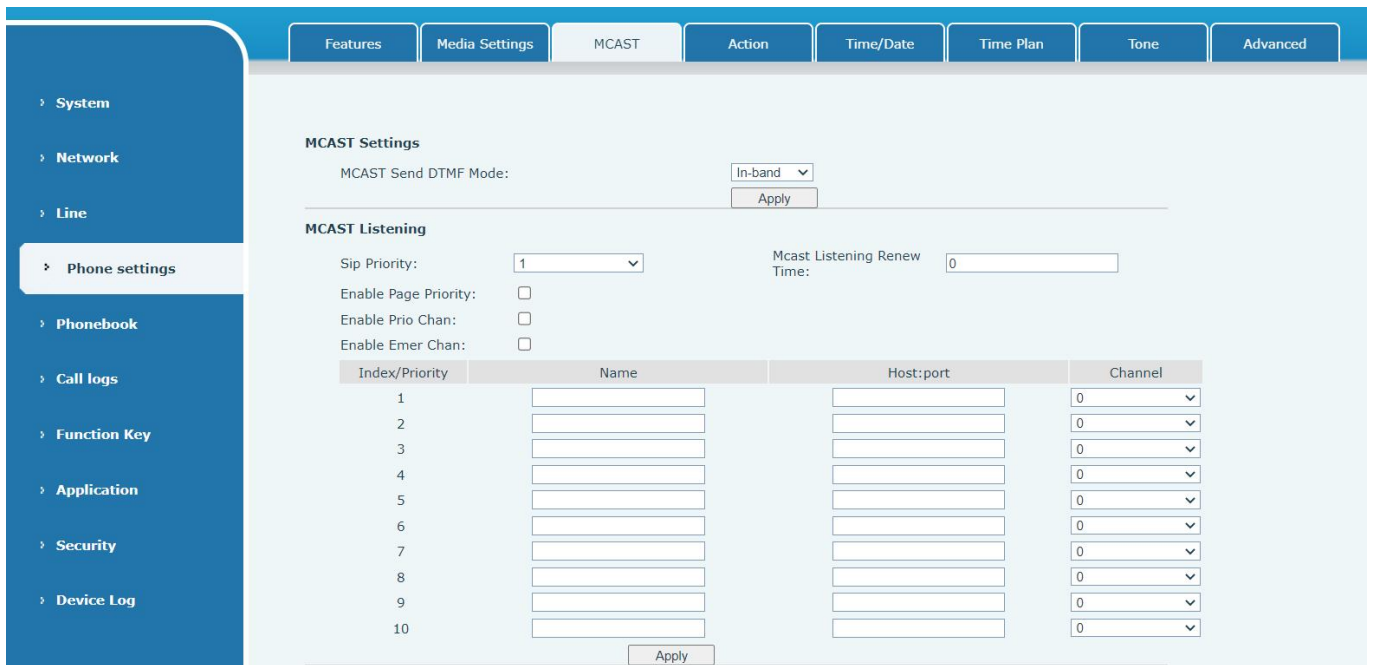 Features Media Settings MCAST Action Time/Date Time Plan Tone Advanced
System
Network
Line
Phone settings
Phonebook
Call logs
Function Key
Application
Security
Device Log
MCAST Settings
MCAST Send DTMF Mode: In-band
Apply
MCAST Listening
Sip Priority: 1
Mcast Listening Renew
Time: 0
Enable Page Priority:
Enable Prio Chan:
Enable Emer Chan:
Index/Priority Name Host:port Channel
1 0
2 0
3 0
4 0
5 0
6 0
7 0
8 0
9 0
10 0
Apply